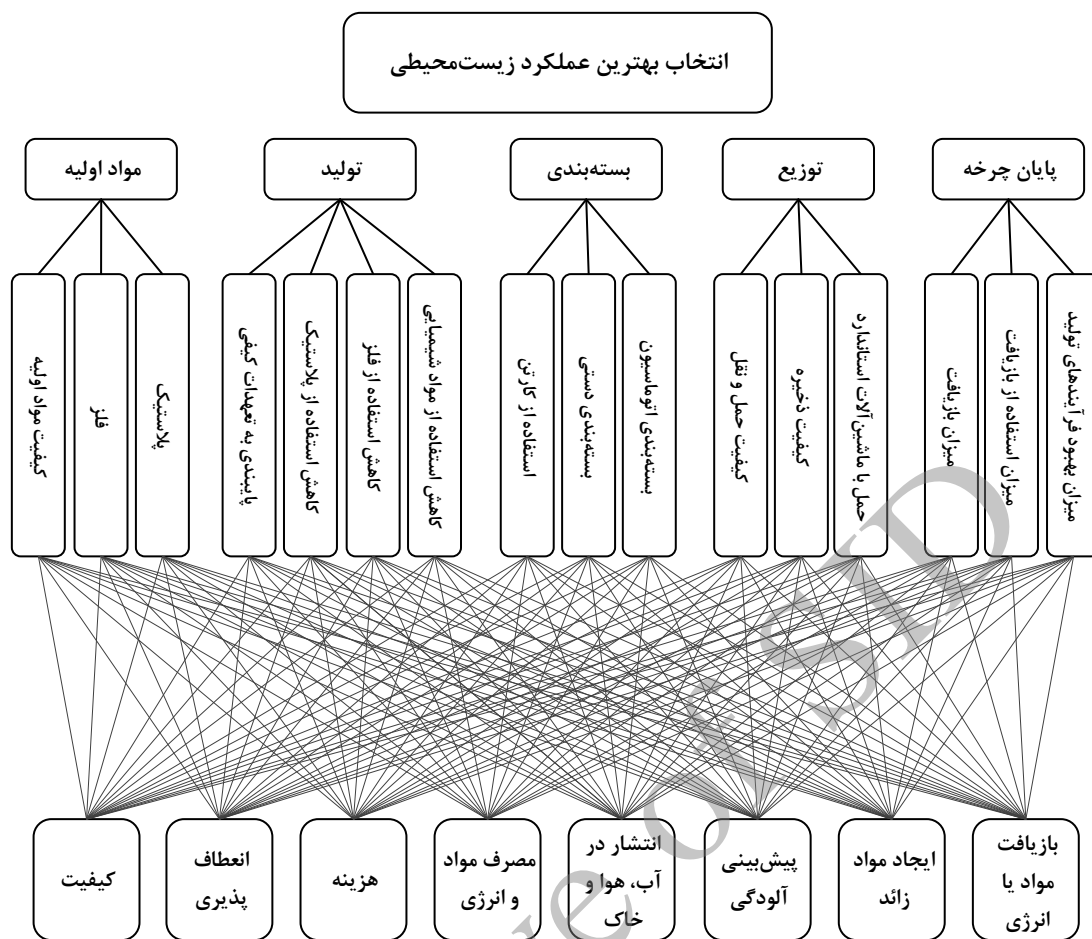 انتخاب بهترین عملکرد زیست‌محیطی
پایان چرخه
توزیع
بسته‌بندی
تولید
مواد اولیه
میزان بهبود فرآیندهای تولید
میزان استفاده از بازیافت
میزان بازیافت
حمل با ماشین‌آلات استاندارد
کیفیت ذخیره
کیفیت حمل و نقل
بسته‌بندی اتوماسیون
بسته‌بندی دستی
استفاده از کارتن
کاهش استفاده از مواد شیمیایی
کاهش استفاده از فلز
کاهش استفاده از پلاستیک
پایبندی به تعهدات کیفی
پلاستیک
فلز
کیفیت مواد اولیه
بازیافت
مواد یا
انرژی
ایجاد مواد
زائد
پیش‌بینی
آلودگی
انتشار در
آب، هوا و
خاک
مصرف مواد
و انرژی
هزینه
انعطاف
پذیری
کیفیت
ve of SID